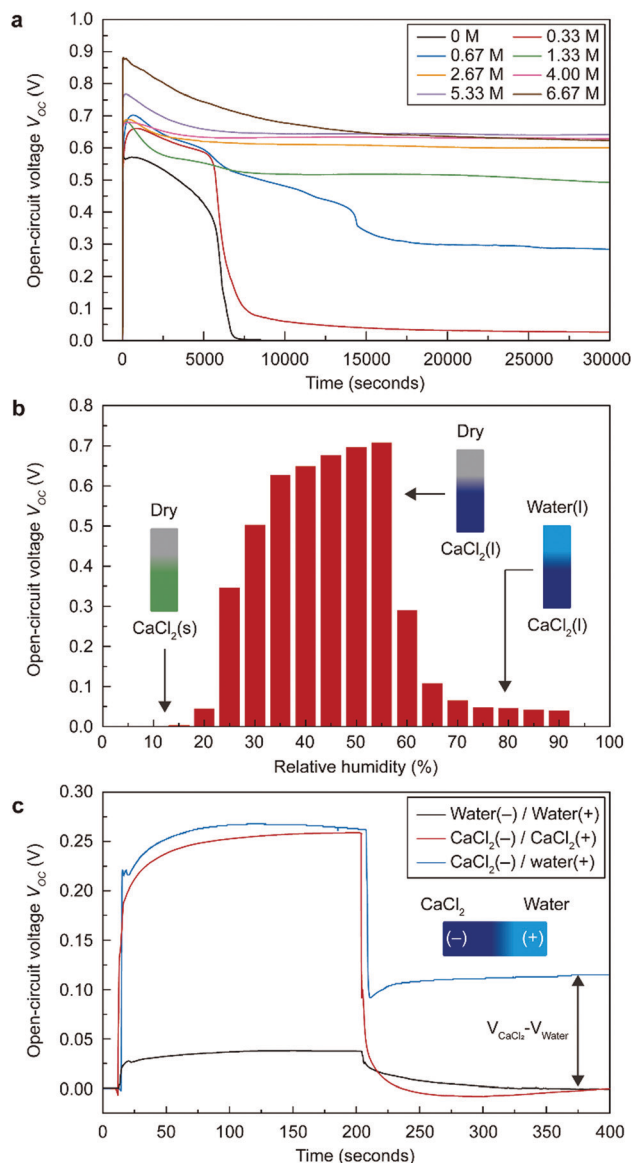 a
Open-circuit voltage VOC (V)
1.0
0.9
0.8
0.7
0.6
0.5
0.4
0.3
0.2
0.1
0.0
0 M
0.33 M
0.67 M
1.33 M
2.67 M
4.00 M
5.33 M
6.67 M
0
5000
10000
15000
20000
25000
30000
Time (seconds)
b
Open-circuit voltage VOC (V)
0.8
0.7
0.6
0.5
0.4
0.3
0.2
0.1
0.0
Dry
CaCl2(s)
Dry
CaCl2(l)
Water(l)
CaCl2(l)
0
10
20
30
40
50
60
70
80
90
100
Relative humidity (%)
c
Open-circuit voltage VOC (V)
0.30
0.25
0.20
0.15
0.10
0.05
0.00
Water(–) / Water(+)
CaCl2(–) / CaCl2(+)
CaCl2(–) / water(+)
CaCl2
Water
(–)
(+)
VCaCl2-VWater
0
50
100
150
200
250
300
350
400
Time (seconds)